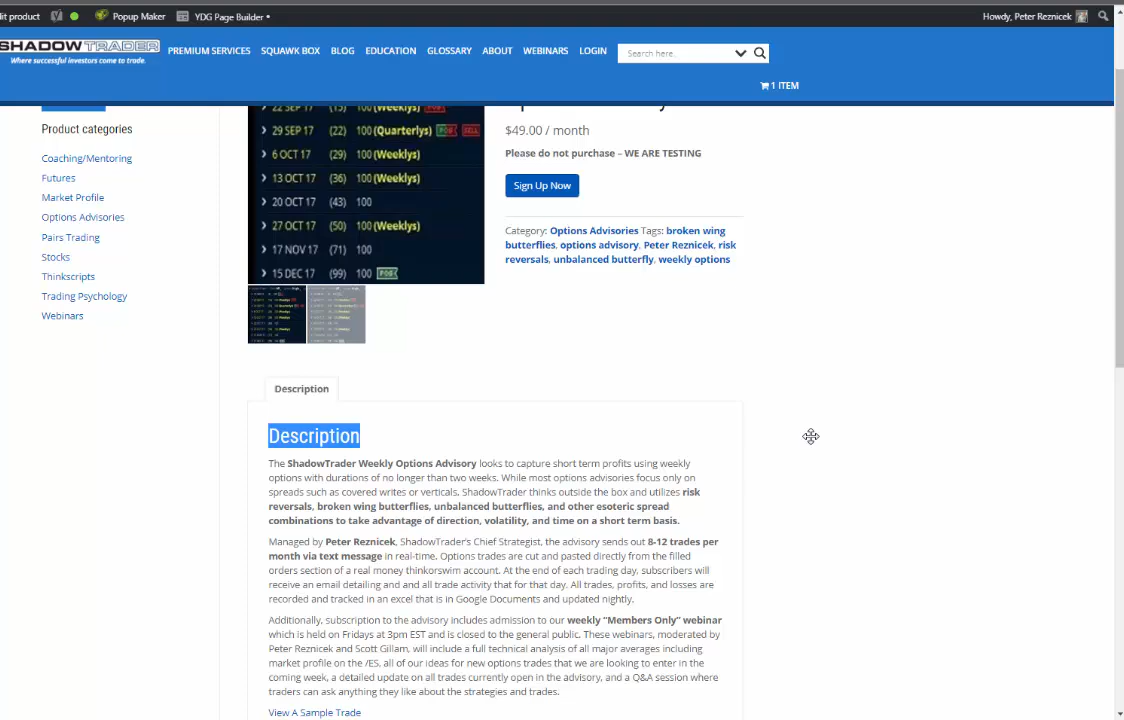 it product
Popup Maker
YDG Page Builder
Howdy, Peter Reznicek
SHADOWTRADER
Where successful investors come to trade.
PREMIUM SERVICES
SQUAWK BOX
BLOG
EDUCATION
GLOSSARY
ABOUT
WEBINARS
LOGIN
Search here..
1 ITEM
Product categories
Coaching/Mentoring
Futures
Market Profile
Options Advisories
Pairs Trading
Stocks
Thinkscripts
Trading Psychology
Webinars
22 SEP 17 (15) 100 (Weeklys)
29 SEP 17 (22) 100 (Quarterlys) POS SELL
6 OCT 17 (29) 100 (Weeklys)
13 OCT 17 (36) 100 (Weeklys)
20 OCT 17 (43) 100
27 OCT 17 (50) 100 (Weeklys)
17 NOV 17 (71) 100
15 DEC 17 (99) 100 POS
$49.00 / month
Please do not purchase – WE ARE TESTING
Sign Up Now
Category: Options Advisories Tags: broken wing
butterflies, options advisory, Peter Reznicek, risk
reversals, unbalanced butterfly, weekly options
Description
Description
The ShadowTrader Weekly Options Advisory looks to capture short term profits using weekly
options with durations of no longer than two weeks. While most options advisories focus only on
spreads such as covered writes or verticals, ShadowTrader thinks outside the box and utilizes risk
reversals, broken wing butterflies, unbalanced butterflies, and other esoteric spread
combinations to take advantage of direction, volatility, and time on a short term basis.
Managed by Peter Reznicek, ShadowTrader's Chief Strategist, the advisory sends out 8-12 trades per
month via text message in real-time. Options trades are cut and pasted directly from the filled
orders section of a real money thinkorswim account. At the end of each trading day, subscribers will
receive an email detailing and and all trade activity that for that day. All trades, profits, and losses are
recorded and tracked in an excel that is in Google Documents and updated nightly.
Additionally, subscription to the advisory includes admission to our weekly "Members Only" webinar
which is held on Fridays at 3pm EST and is closed to the general public. These webinars, moderated by
Peter Reznicek and Scott Gillam, will include a full technical analysis of all major averages including
market profile on the /ES, all of our ideas for new options trades that we are looking to enter in the
coming week, a detailed update on all trades currently open in the advisory, and a Q&A session where
traders can ask anything they like about the strategies and trades.
View A Sample Trade